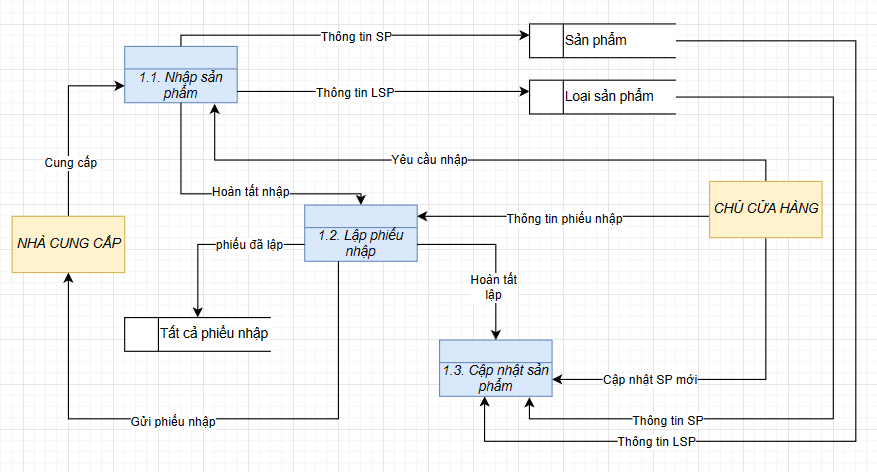 Thông tin SP
Sản phẩm
1.1. Nhập sản
phẩm
Thông tin LSP
Loại sản phẩm
Cung cấp
Yêu cầu nhập
Hoàn tất nhập
CHỦ CỬA HÀNG
Thông tin phiếu nhập
NHÀ CUNG CẤP
1.2. Lập phiếu
nhập
phiếu đã lập
Hoàn tất
lập
Tất cả phiếu nhập
1.3. Cập nhật sản
phẩm
Cập nhật SP mới
Gửi phiếu nhập
Thông tin SP
Thông tin LSP